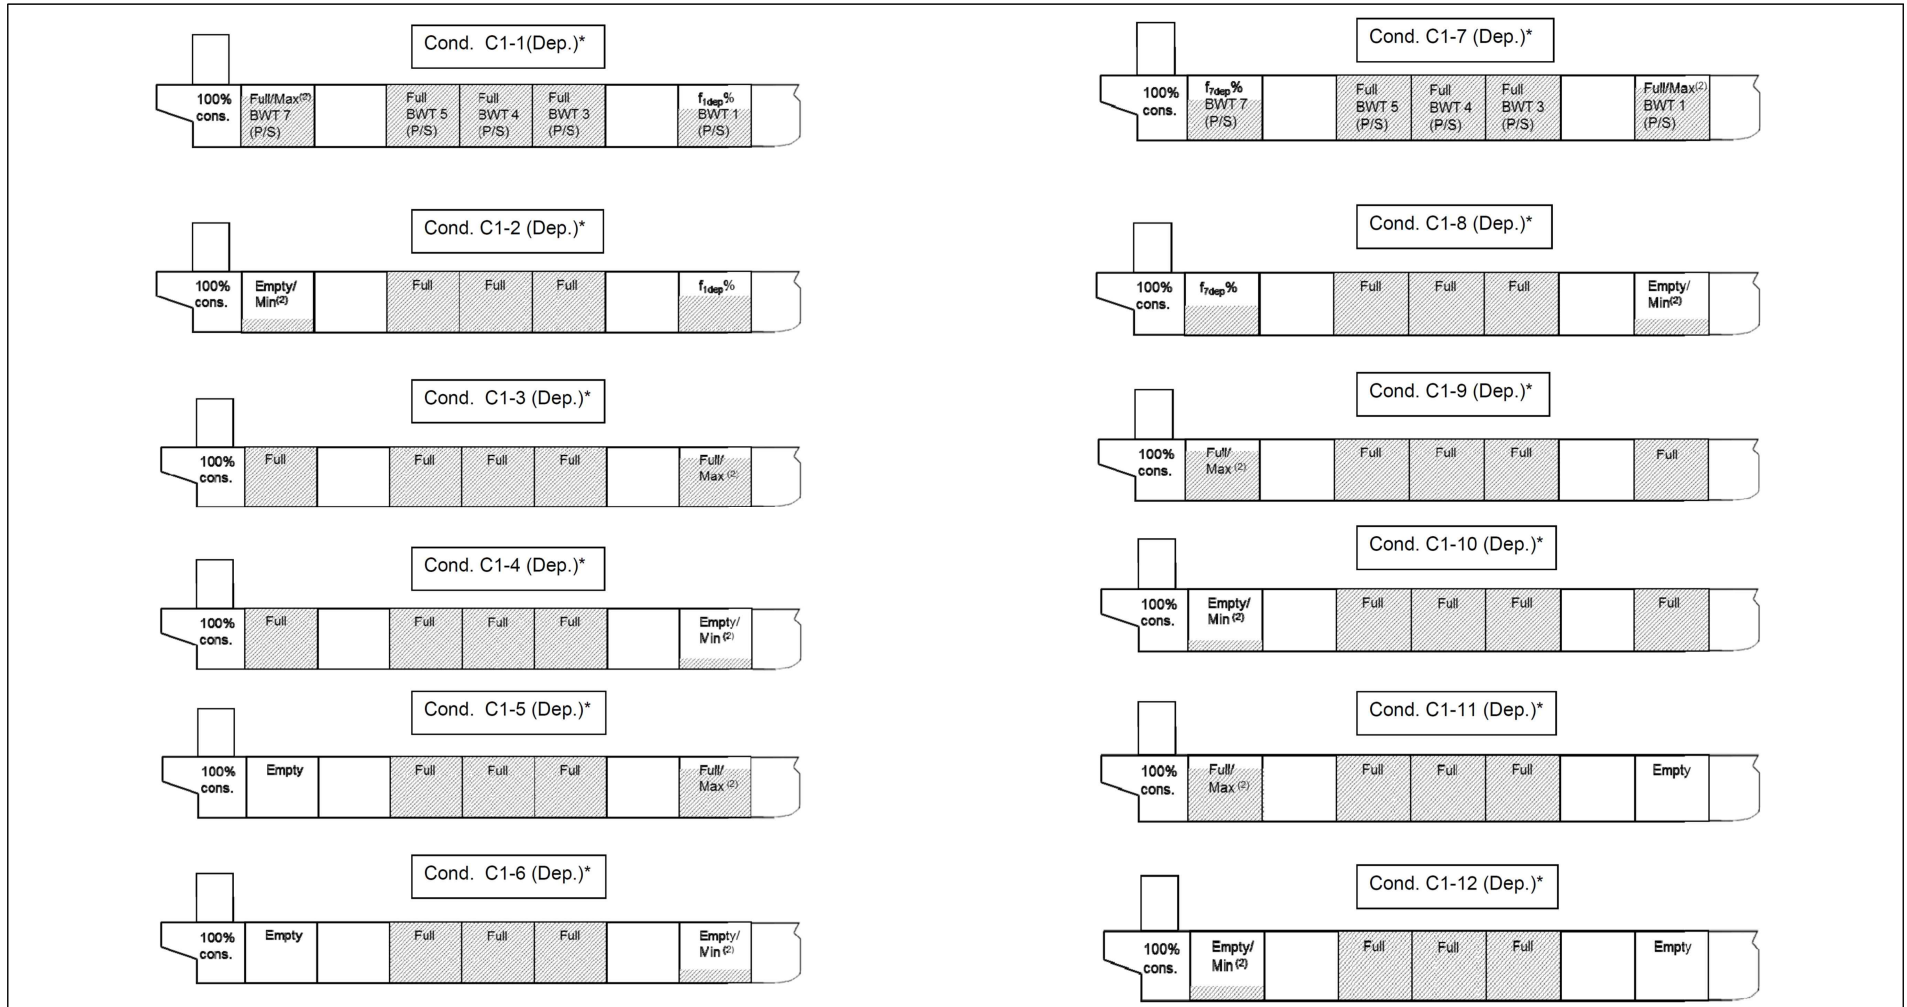 Cond. C1-1(Dep.)*
100%
cons.
Full/Max(2)
BWT 7
(P/S)
Full
BWT 5
(P/S)
Full
BWT 4
(P/S)
Full
BWT 3
(P/S)
f1dep%
BWT 1
(P/S)
Cond. C1-2 (Dep.)*
100%
cons.
Empty/
Min(2)
Full
Full
Full
f1dep%
Cond. C1-3 (Dep.)*
100%
cons.
Full
Full
Full
Full
Full/
Max (2)
Cond. C1-4 (Dep.)*
100%
cons.
Full
Full
Full
Full
Empty/
Min (2)
Cond. C1-5 (Dep.)*
100%
cons.
Empty
Full
Full
Full
Full/
Max (2)
Cond. C1-6 (Dep.)*
100%
cons.
Empty
Full
Full
Full
Empty/
Min (2)
Cond. C1-7 (Dep.)*
100%
cons.
f7dep%
BWT 7
(P/S)
Full
BWT 5
(P/S)
Full
BWT 4
(P/S)
Full
BWT 3
(P/S)
Full/Max(2)
BWT 1
(P/S)
Cond. C1-8 (Dep.)*
100%
cons.
f7dep%
Full
Full
Full
Empty/
Min(2)
Cond. C1-9 (Dep.)*
100%
cons.
Full/
Max (2)
Full
Full
Full
Full
Cond. C1-10 (Dep.)*
100%
cons.
Empty/
Min (2)
Full
Full
Full
Full
Cond. C1-11 (Dep.)*
100%
cons.
Full/
Max (2)
Full
Full
Full
Empty
Cond. C1-12 (Dep.)*
100%
cons.
Empty/
Min (2)
Full
Full
Full
Empty